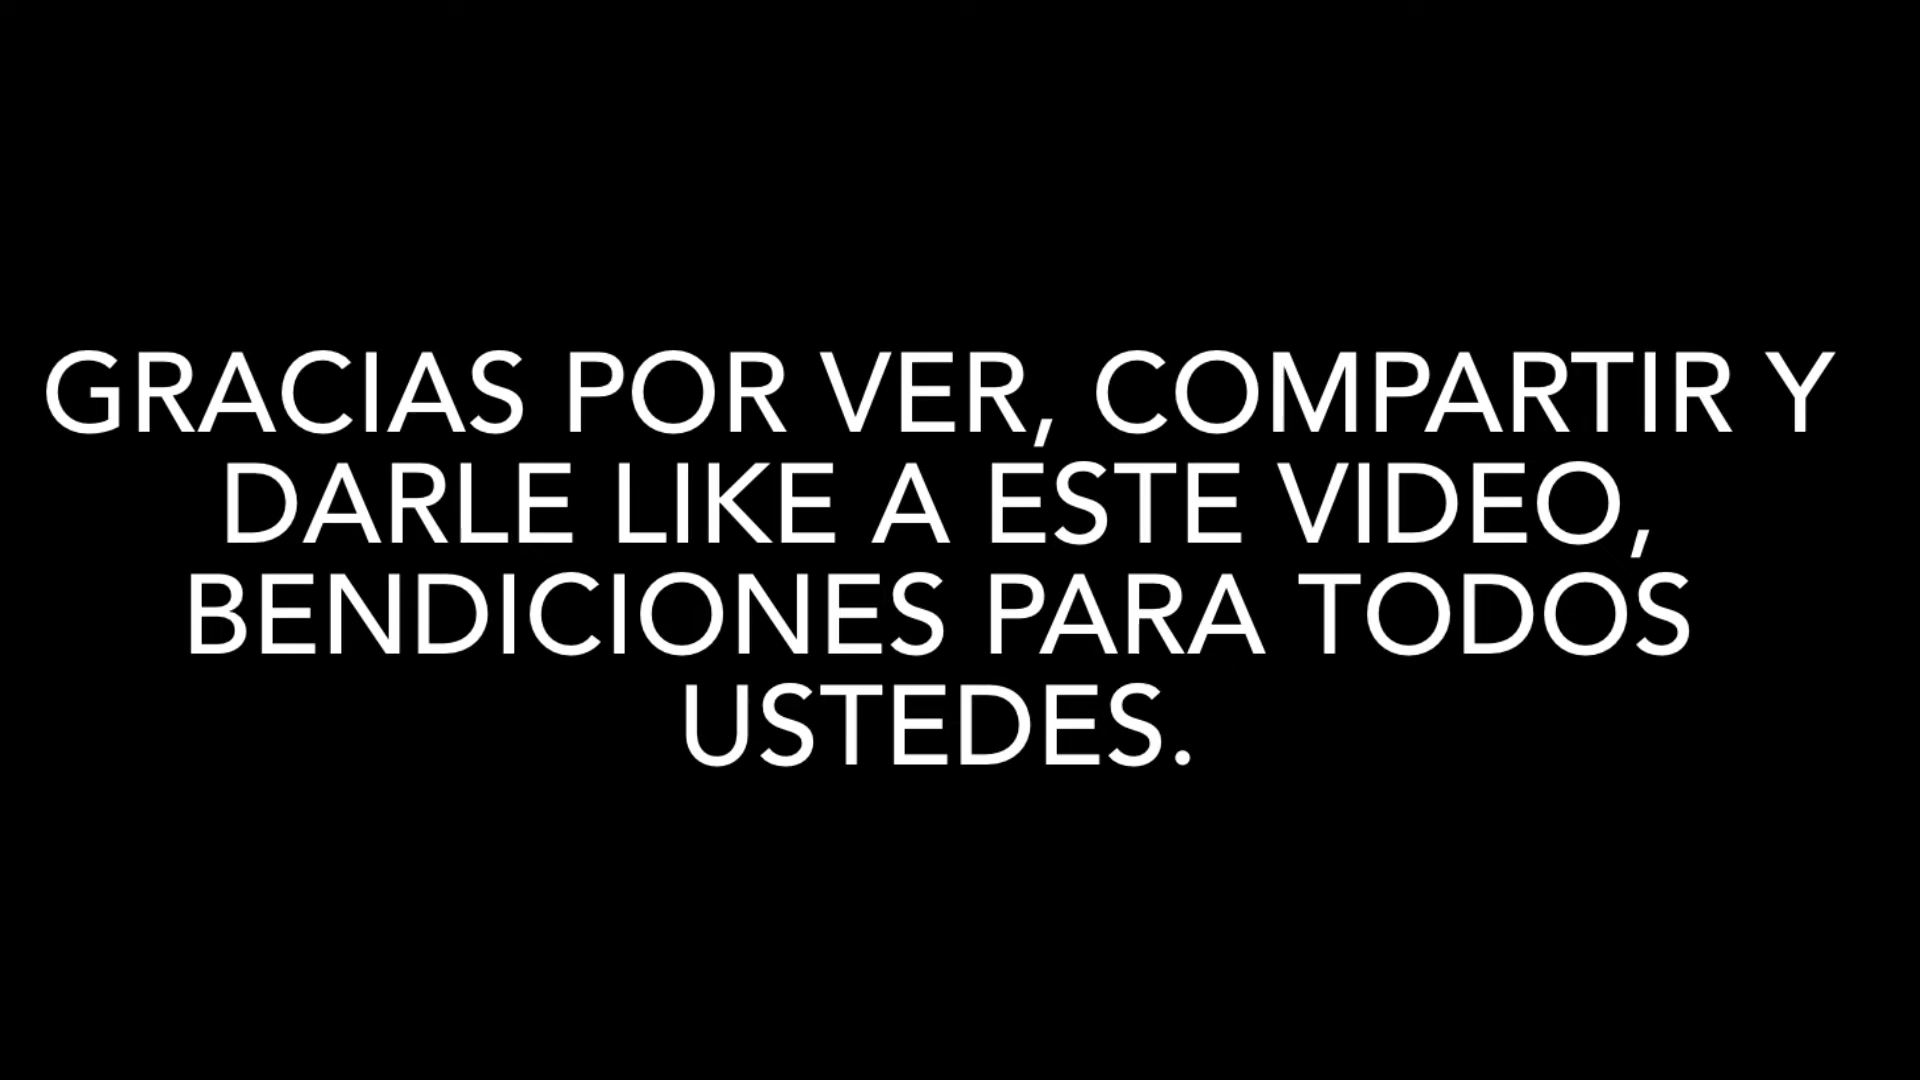 GRACIAS POR VER, COMPARTIR Y
DARLE LIKE A ESTE VIDEO,
BENDICIONES PARA TODOS
USTEDES.